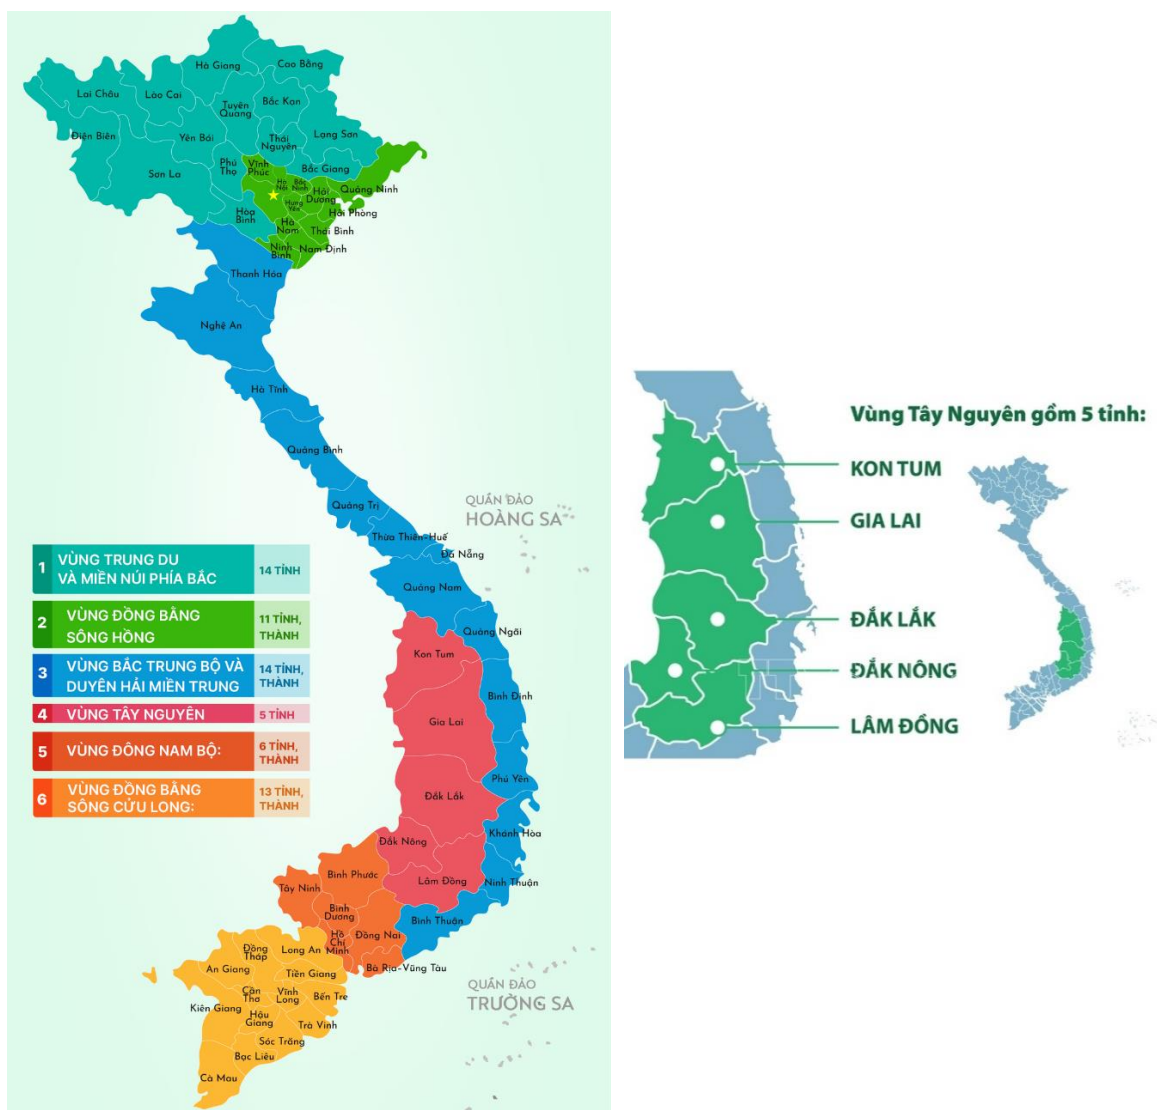 Hà Giang
Cao Bằng
Lai Châu
Lào Cai
Bắc Kạn
Tuyên
Quang
Điện Biên
Yên Bái
Thái
Nguyên
Lạng Sơn
Sơn La
Phú
Thọ
Vĩnh
Phúc
Bắc Giang
Hà
Nội
Bắc
Ninh
Quảng Ninh
Hải
Dương
Hưng
Yên
Hải Phòng
Hòa
Bình
Hà
Nam
Thái Bình
Ninh
Bình
Nam Định
Thanh Hóa
Nghệ An
Hà Tĩnh
Quảng Bình
Quảng Trị
Thừa Thiên-Huế
Đà Nẵng
Quảng Nam
Quảng Ngãi
Kon Tum
Bình Định
Gia Lai
Phú Yên
Đắk Lắk
Khánh Hòa
Đắk Nông
Lâm Đồng
Ninh Thuận
Bình Thuận
Bình Phước
Tây Ninh
Bình
Dương
Hồ
Chí
Minh
Đồng Nai
Bà Rịa-Vũng Tàu
Đồng
Tháp
Long An
An Giang
Tiền Giang
Cần
Thơ
Vĩnh
Long
Bến Tre
Kiên Giang
Hậu
Giang
Trà Vinh
Sóc Trăng
Bạc Liêu
Cà Mau
QUẦN ĐẢO
HOÀNG SA
QUẦN ĐẢO
TRƯỜNG SA
1 VÙNG TRUNG DU
VÀ MIỀN NÚI PHÍA BẮC
14 TỈNH
2 VÙNG ĐỒNG BẰNG
SÔNG HỒNG
11 TỈNH,
THÀNH
3 VÙNG BẮC TRUNG BỘ VÀ
DUYÊN HẢI MIỀN TRUNG
14 TỈNH,
THÀNH
4 VÙNG TÂY NGUYÊN
5 TỈNH
5 VÙNG ĐÔNG NAM BỘ:
6 TỈNH,
THÀNH
6 VÙNG ĐỒNG BẰNG
SÔNG CỬU LONG:
13 TỈNH,
THÀNH
Vùng Tây Nguyên gồm 5 tỉnh:
KON TUM
GIA LAI
ĐẮK LẮK
ĐẮK NÔNG
LÂM ĐỒNG